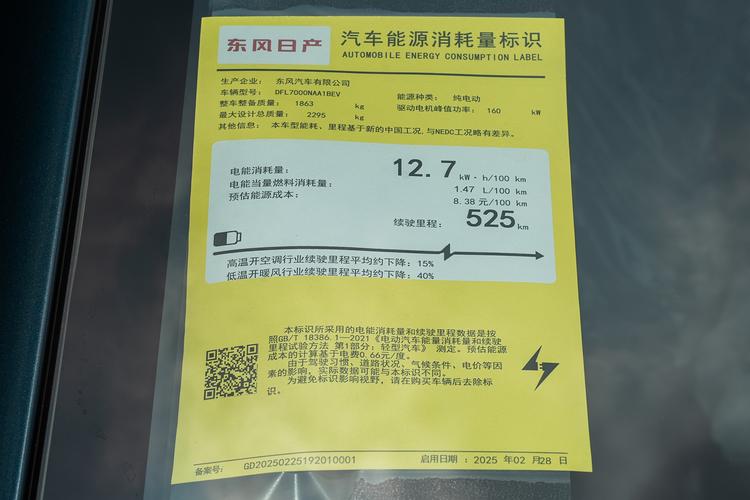 东风日产
汽车能源消耗量标识
AUTOMOBILE ENERGY CONSUMPTION LABEL
生产企业: 东风汽车有限公司
车辆型号: DFL7000NAA1BEV 能源种类: 纯电动
整车整备质量: 1863 kg 驱动电机峰值功率: 160 kW
最大设计总质量: 2295 kg
其他信息: 本车型能耗、里程基于新的中国工况,与NEDC工况略有差异。
电能消耗量: 12.7 kW·h/100 km
电能当量燃料消耗量: 1.47 L/100 km
预估能源成本: 8.38 元/100 km
续驶里程: 525 km
高温开空调行业续驶里程平均约下降: 15%
低温开暖风行业续驶里程平均约下降: 40%
本标识所采用的电能消耗量和续驶里程数据是按
照GB/T 18386.1—2021《电动汽车能量消耗量和续驶
里程试验方法 第1部分: 轻型汽车》 测定。预估能源
成本的计算基于电费0.66元/度。
由于驾驶习惯、道路状况、气候条件、电价等因
素的影响, 实际数据可能与本标识不同。
为避免标识影响视野, 请在购买车辆后去除标
识。
备案号: GD20250225192010001 启用日期: 2025 年02 月28 日